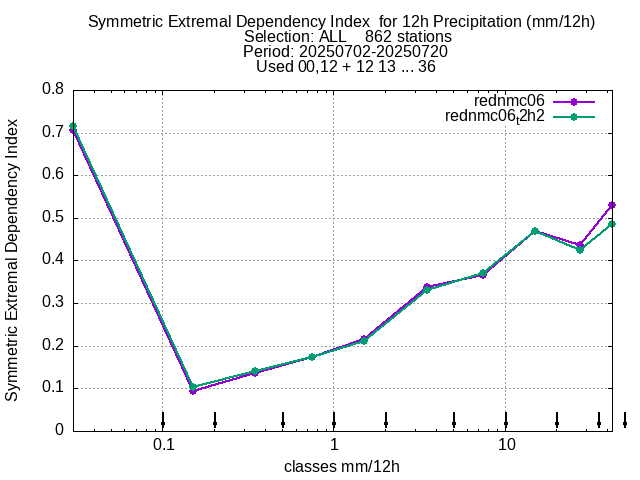 Symmetric Extremal Dependency Index  for 12h Precipitation (mm/12h)
Selection: ALL    862 stations
Period: 20250702-20250720
Used 00,12 + 12 13 ... 36
rednmc06
rednmc06t2h2
Symmetric Extremal Dependency Index
0.8
0.7
0.6
0.5
0.4
0.3
0.2
0.1
0
0.1 1 10
classes mm/12h